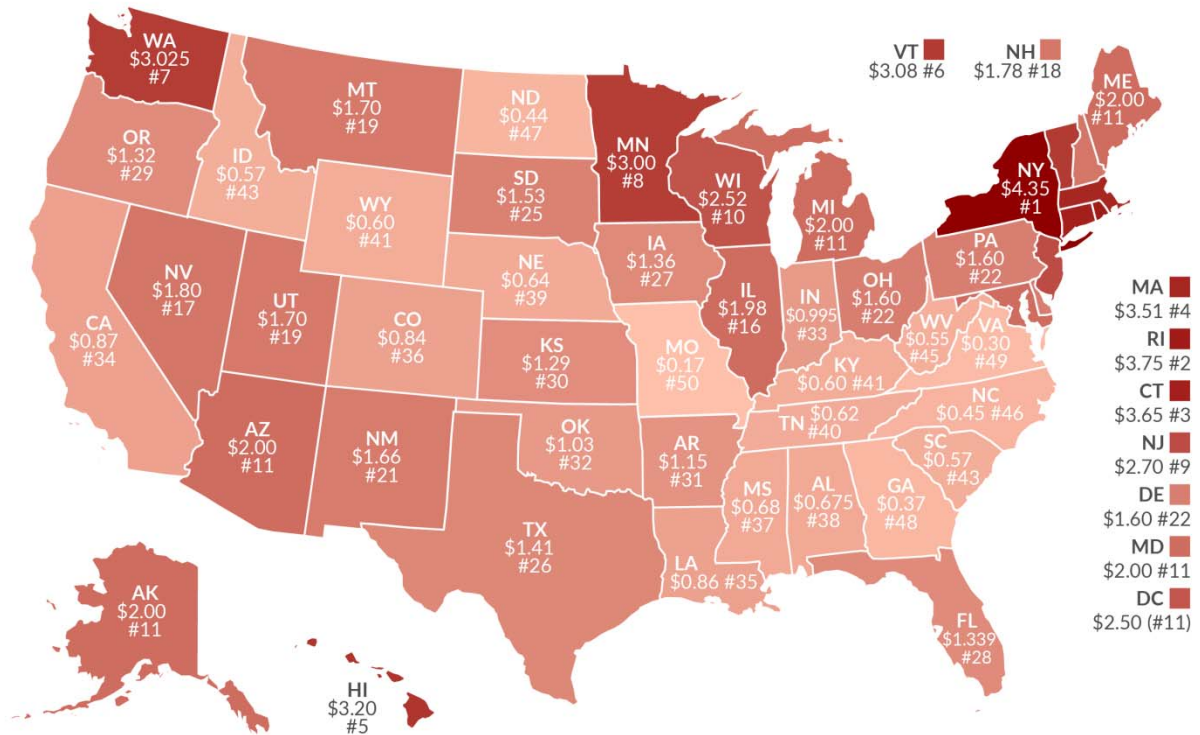 WA
$3.025
#7
MT
$1.70
#19
ND
$0.44
#47
MN
$3.00
#8
VT
$3.08 #6
NH
$1.78 #18
ME
$2.00
#11
OR
$1.32
#29
ID
$0.57
#43
WY
$0.60
#41
SD
$1.53
#25
WI
$2.52
#10
MI
$2.00
#11
NY
$4.35
#1
NV
$1.80
#17
UT
$1.70
#19
CO
$0.84
#36
NE
$0.64
#39
IA
$1.36
#27
IL
$1.98
#16
IN
$0.995
#33
OH
$1.60
#22
PA
$1.60
#22
CA
$0.87
#34
KS
$1.29
#30
MO
$0.17
#50
KY
$0.60 #41
WV
$0.55
#45
VA
$0.30
#49
MA
$3.51 #4
RI
$3.75 #2
CT
$3.65 #3
NJ
$2.70 #9
DE
$1.60 #22
MD
$2.00 #11
DC
$2.50 (#11)
AZ
$2.00
#11
NM
$1.66
#21
OK
$1.03
#32
AR
$1.15
#31
TN $0.62
#40
NC
$0.45 #46
SC
$0.57
#43
MS
$0.68
#37
AL
$0.675
#38
GA
$0.37
#48
TX
$1.41
#26
LA
$0.86 #35
FL
$1.339
#28
AK
$2.00
#11
HI
$3.20
#5